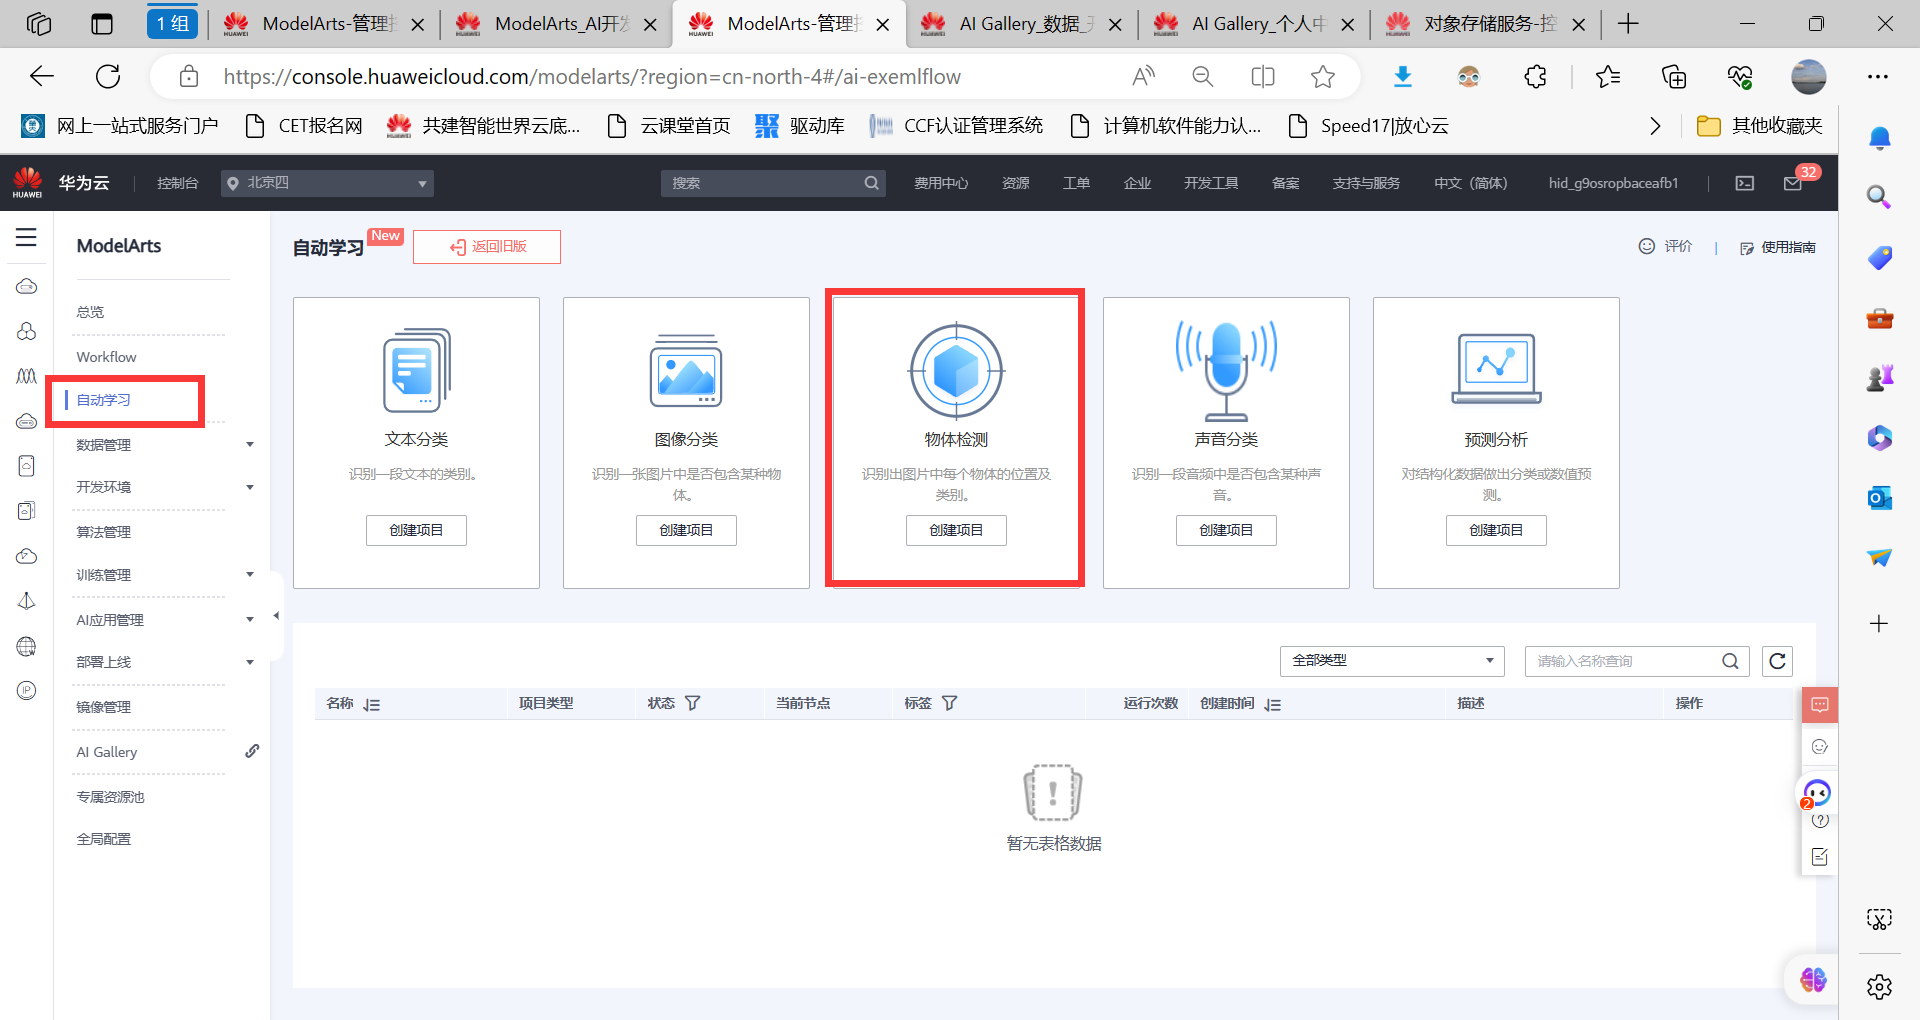 1 组
ModelArts-管理控
ModelArts_AI开发
ModelArts-管理控
AI Gallery_数据_开
AI Gallery_个人中
对象存储服务-控
https://console.huaweicloud.com/modelarts/?region=cn-north-4#/ai-exemlflow
网上一站式服务门户
CET报名网
共建智能世界云底...
云课堂首页
驱动库
CCF认证管理系统
计算机软件能力认...
Speed17|放心云
其他收藏夹
HUAWEI
华为云
控制台
北京四
搜索
费用中心
资源
工单
企业
开发工具
备案
支持与服务
中文（简体）
hid_g9osropbaceafb1
32
ModelArts
总览
Workflow
自动学习
数据管理
开发环境
算法管理
训练管理
AI应用管理
部署上线
镜像管理
AI Gallery
专属资源池
全局配置
自动学习
New
返回旧版
评价
使用指南
文本分类
识别一段文本的类别。
创建项目
图像分类
识别一张图片中是否包含某种物
体。
创建项目
物体检测
识别出图片中每个物体的位置及
类别。
创建项目
声音分类
识别一段音频中是否包含某种声
音。
创建项目
预测分析
对结构化数据做出分类或数值预
测。
创建项目
全部类型
请输入名称查询
名称
项目类型
状态
当前节点
标签
运行次数
创建时间
描述
操作
暂无表格数据
2